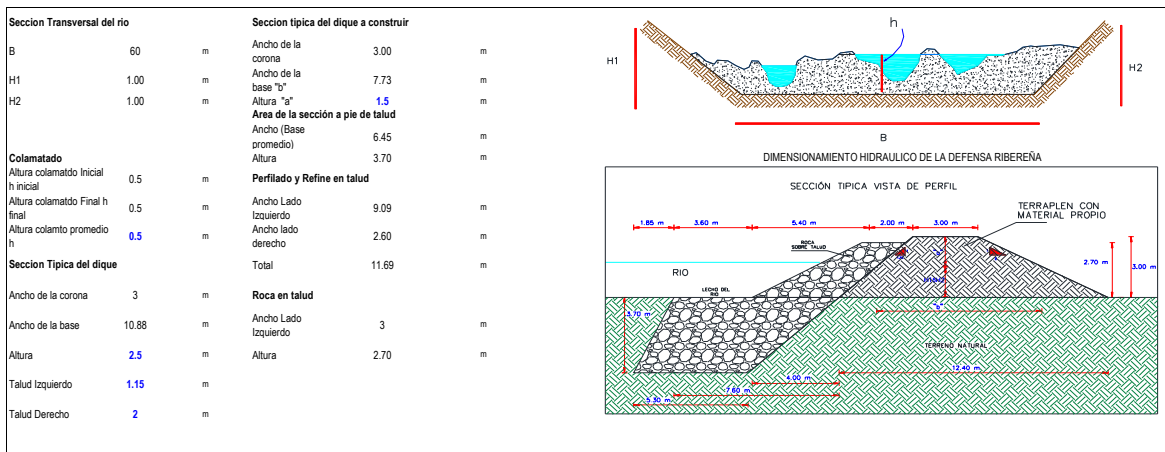 Seccion Transversal del rio
B 60 m
H1 1.00 m
H2 1.00 m
Colamatado
Altura colamatdo Inicial
h inicial 0.5 m
Altura colamatdo Final h
final 0.5 m
Altura colamto promedio
h 0.5 m
Seccion Tipica del dique
Ancho de la corona 3 m
Ancho de la base 10.88 m
Altura 2.5 m
Talud Izquierdo 1.15 m
Talud Derecho 2 m
Seccion tipica del dique a construir
Ancho de la
corona 3.00 m
Ancho de la
base "b" 7.73 m
Altura "a" 1.5 m
Area de la sección a pie de talud
Ancho (Base
promedio) 6.45 m
Altura 3.70 m
Perfilado y Refine en talud
Ancho Lado
Izquierdo 9.09 m
Ancho lado
derecho 2.60 m
Total 11.69 m
Roca en talud
Ancho Lado
Izquierdo 3 m
Altura 2.70 m
h
H1
H2
B
DIMENSIONAMIENTO HIDRAULICO DE LA DEFENSA RIBEREÑA
SECCIÓN TIPICA VISTA DE PERFIL
TERRAPLEN CON
MATERIAL PROPIO
1.85 m 3.60 m 5.40 m 2.00 m 3.00 m
ROCA
SOBRE TALUD
RIO
LECHO DEL
RIO
2.70 m
3.00 m
3.70 m
"b"
TERRENO NATURAL
12.40 m
4.00 m
7.60 m
5.30 m